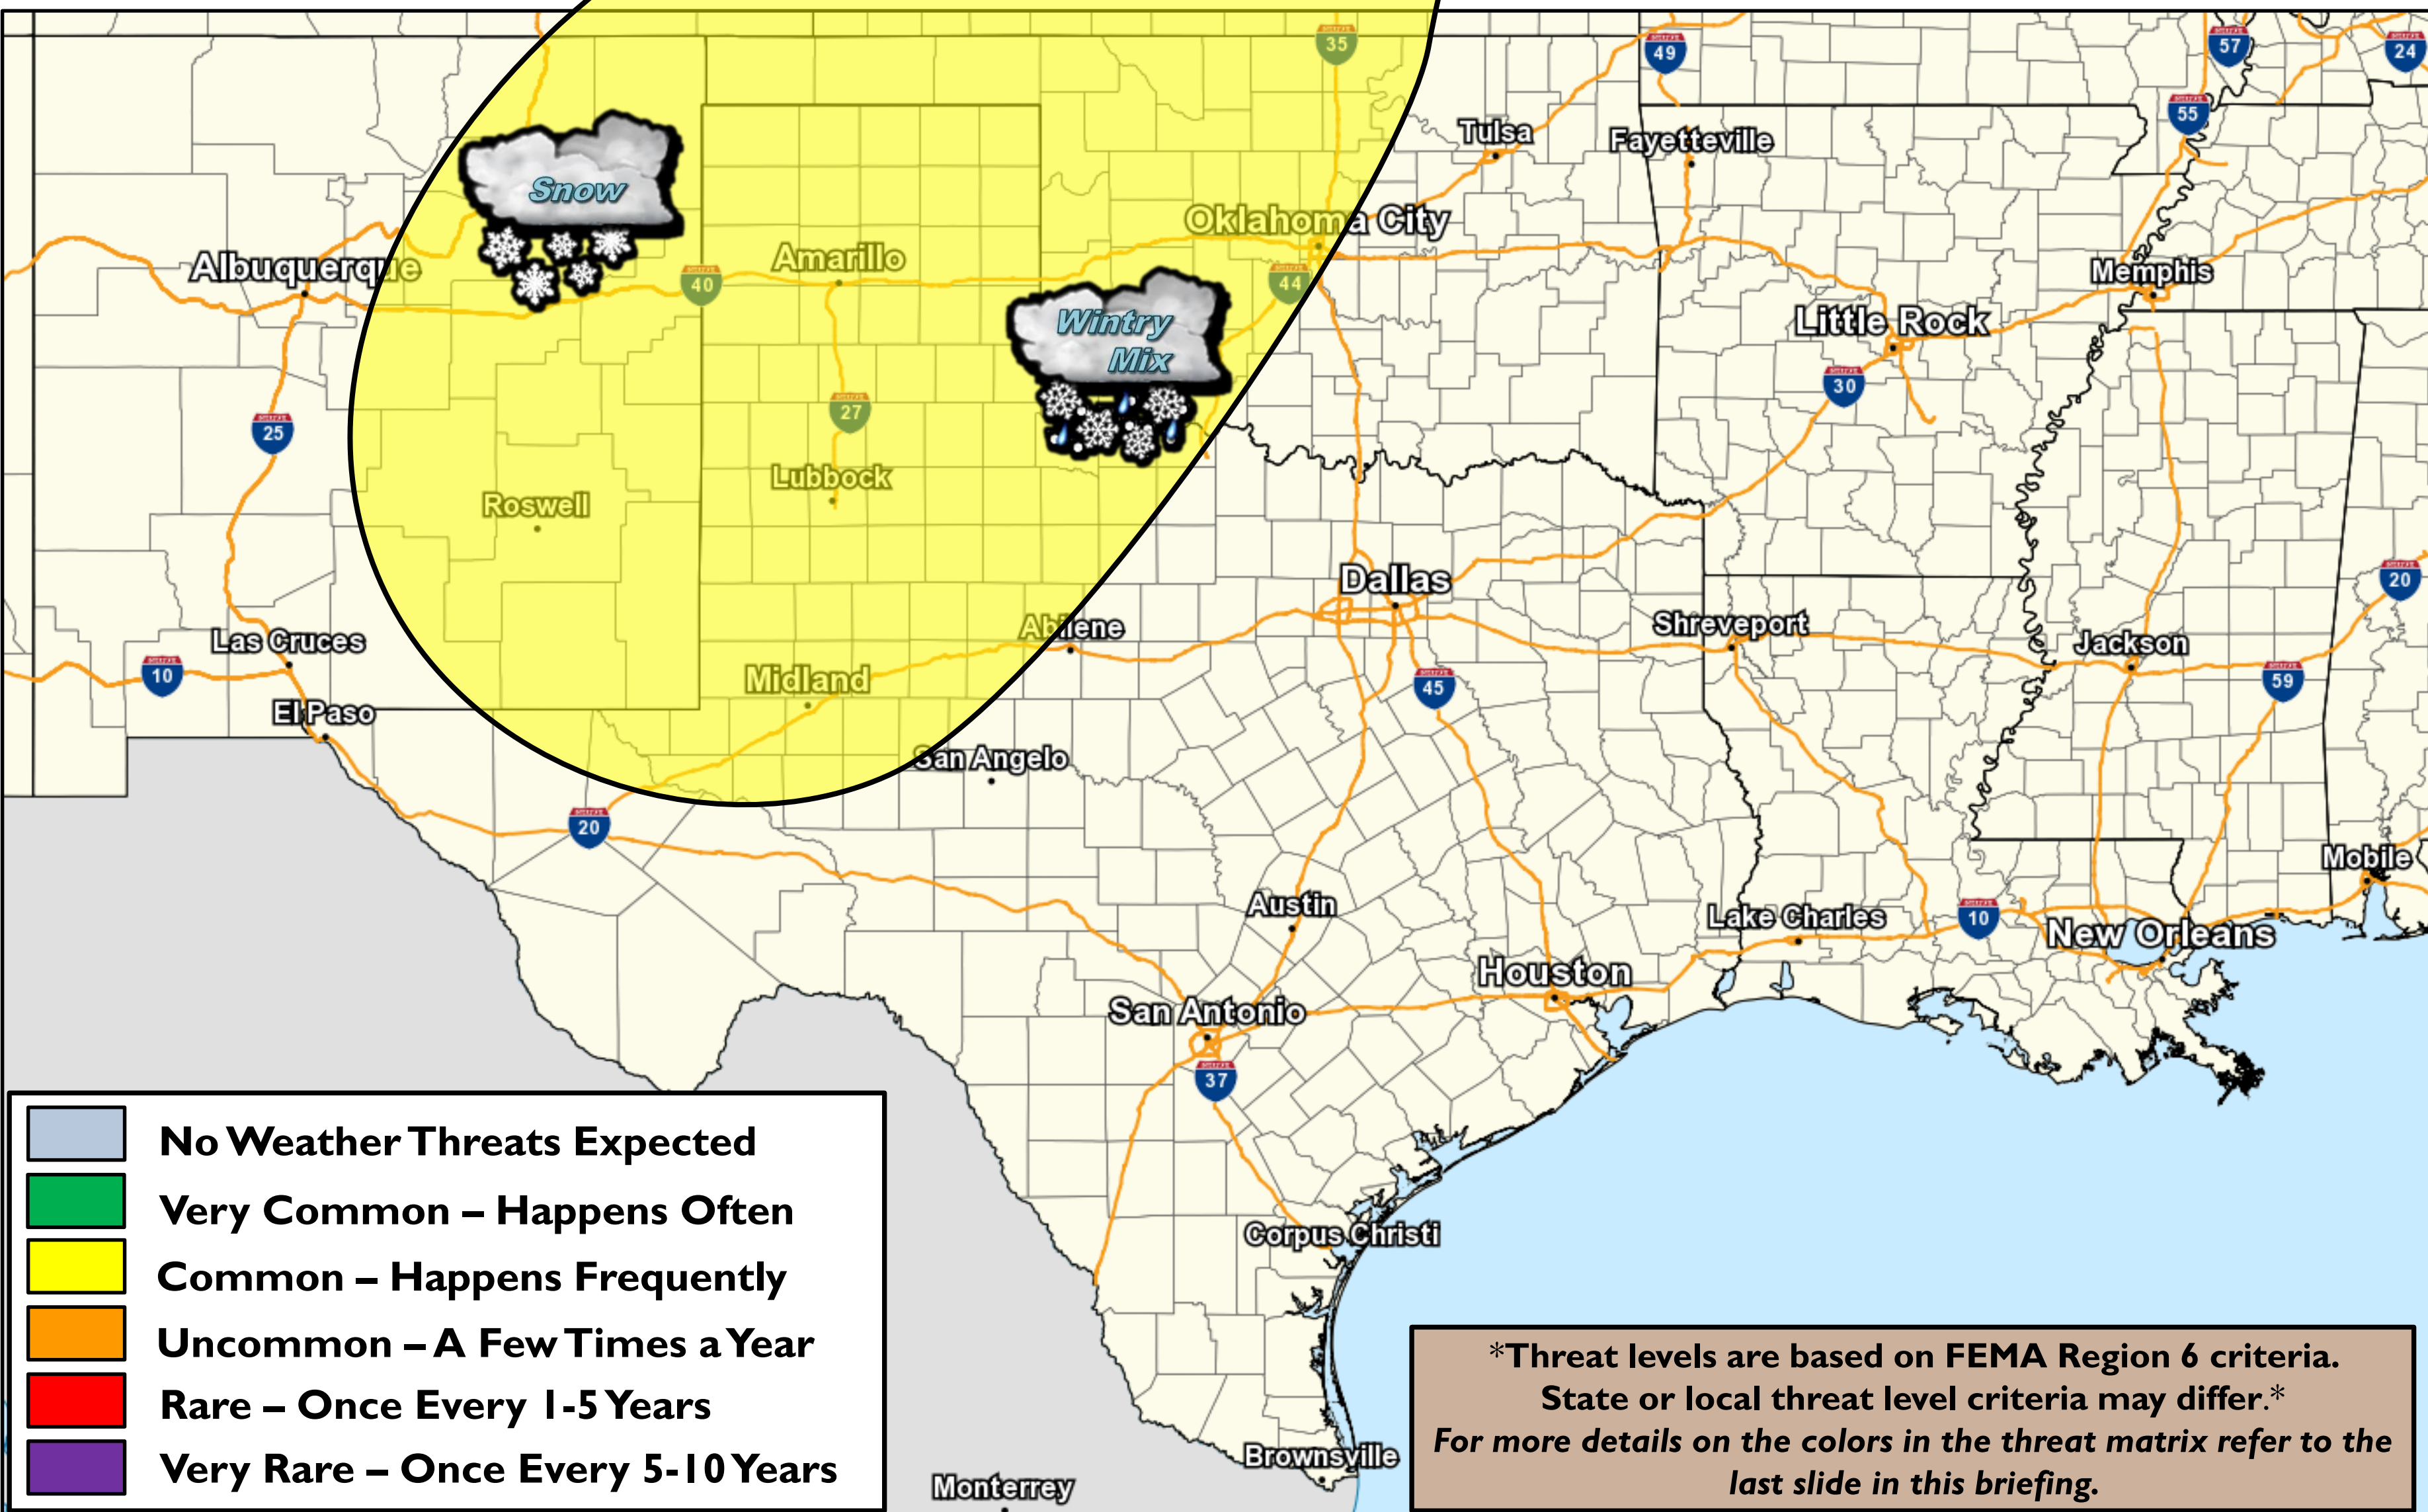 35
49
57
24
55
Tulsa
Fayetteville
Snow
Oklahoma City
Albuquerque
Amarillo
40
44
Memphis
Wintry
Mix
Little Rock
30
25
27
Lubbock
Roswell
Dallas
20
Las Cruces
Abilene
Shreveport
Jackson
10
Midland
45
59
El Paso
San Angelo
20
Mobile
Austin
Lake Charles
10
New Orleans
Houston
San Antonio
37
Corpus Christi
Brownsville
Monterrey
No Weather Threats Expected
Very Common – Happens Often
Common – Happens Frequently
Uncommon – A Few Times a Year
Rare – Once Every 1-5 Years
Very Rare – Once Every 5-10 Years
*Threat levels are based on FEMA Region 6 criteria.
State or local threat level criteria may differ.*
For more details on the colors in the threat matrix refer to the
last slide in this briefing.